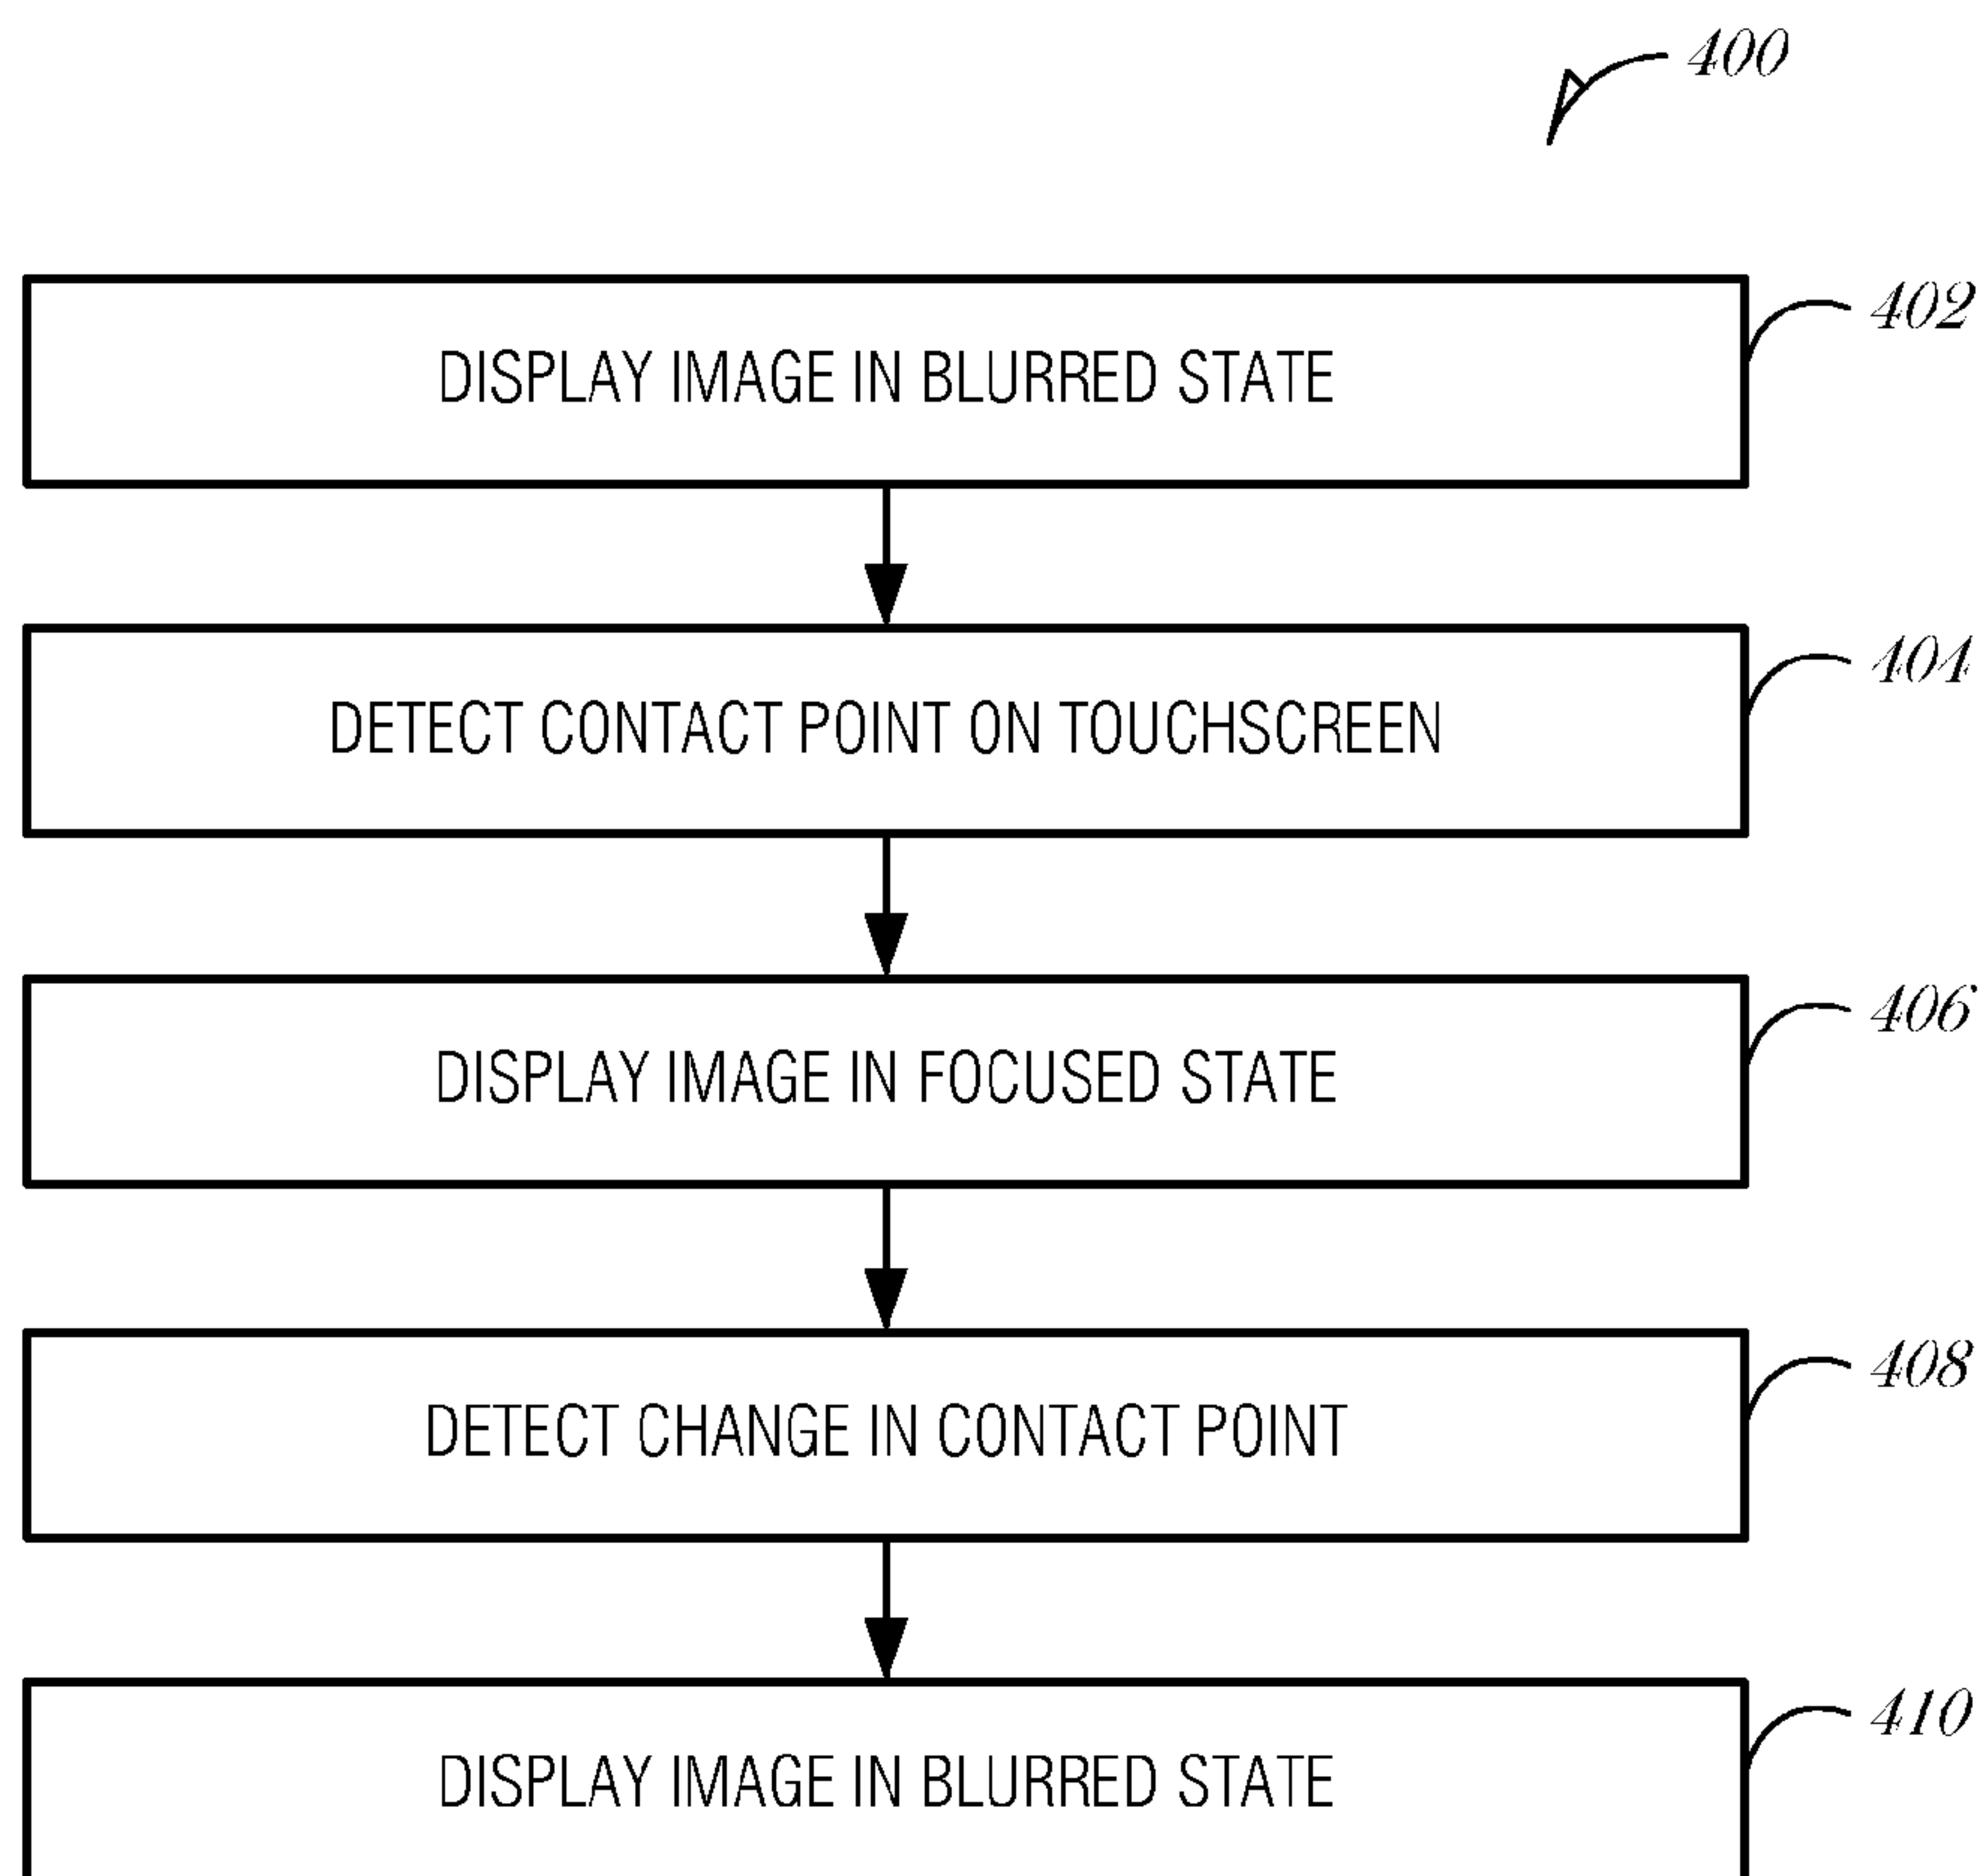 400
402
DISPLAY IMAGE IN BLURRED STATE
404
DETECT CONTACT POINT ON TOUCHSCREEN
406
DISPLAY IMAGE IN FOCUSED STATE
408
DETECT CHANGE IN CONTACT POINT
410
DISPLAY IMAGE IN BLURRED STATE